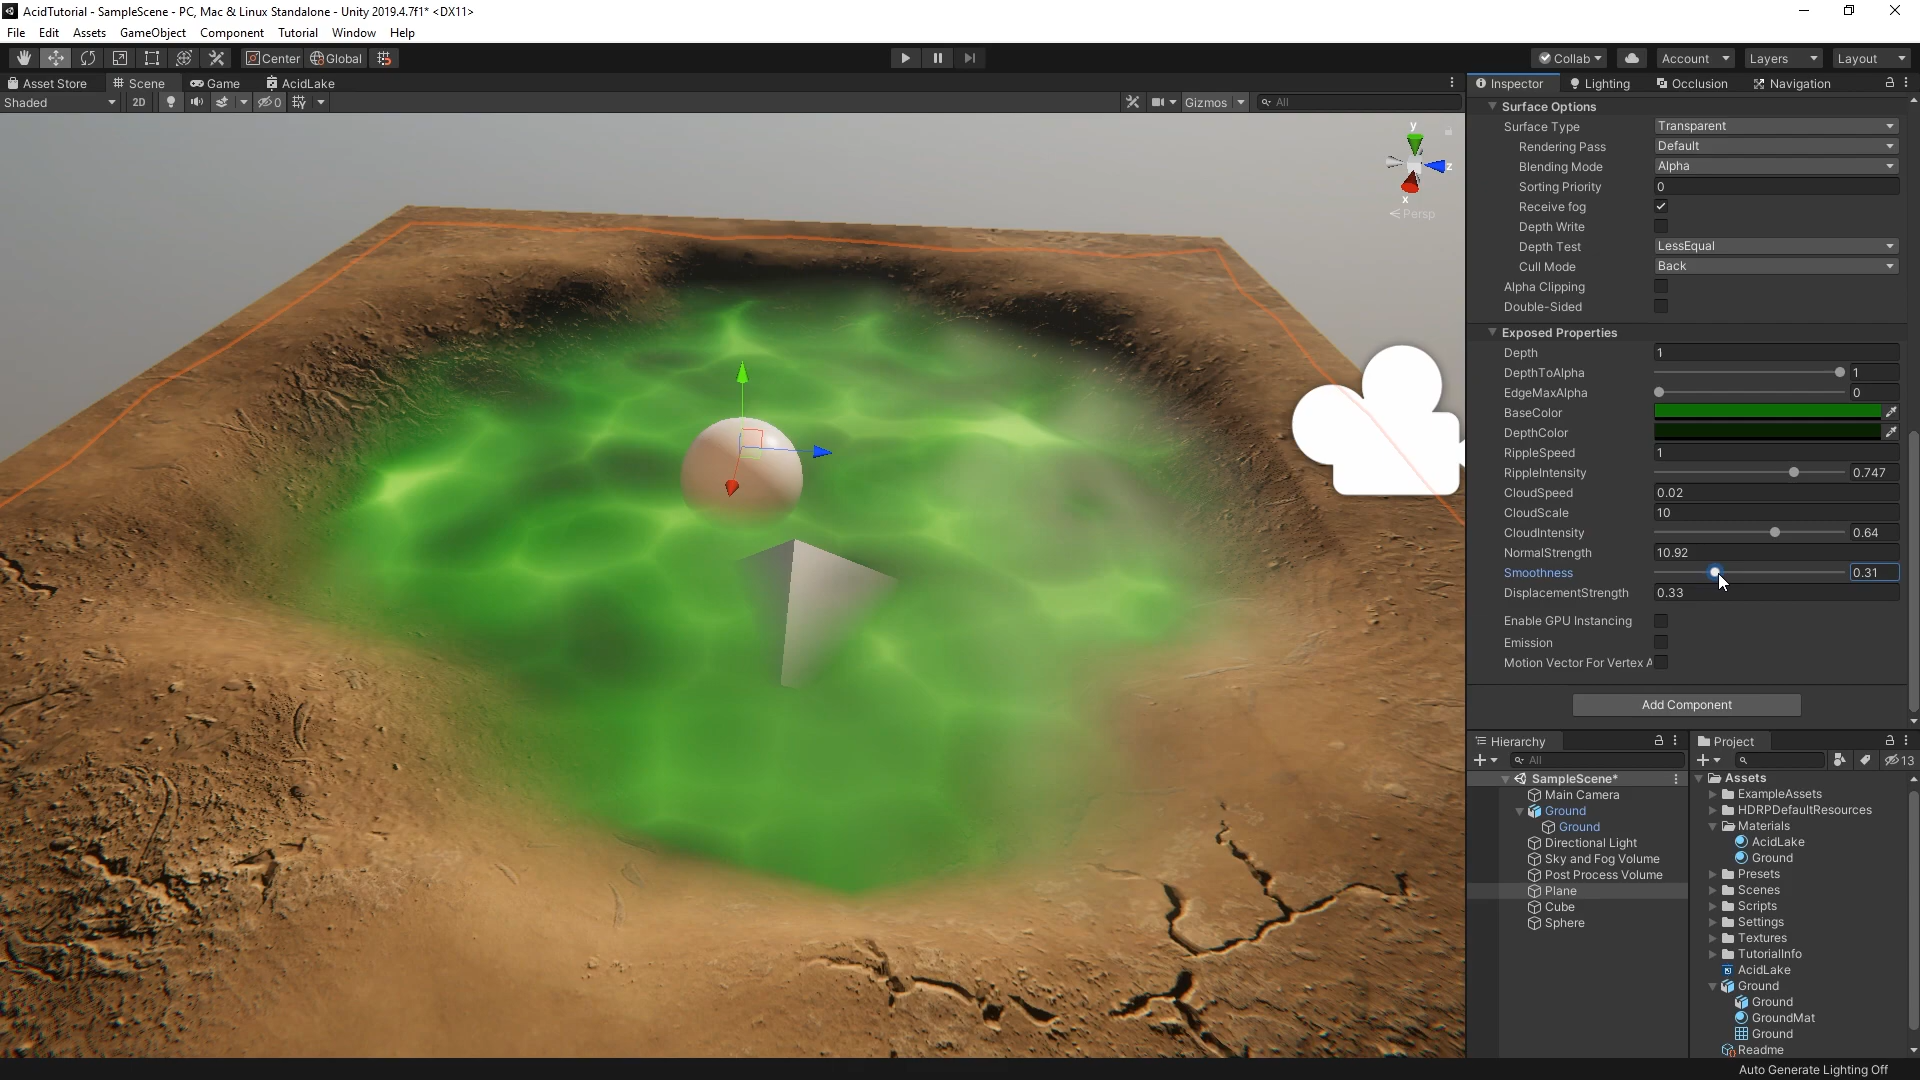 AcidTutorial - SampleScene - PC, Mac & Linux Standalone - Unity 2019.4.7f1* <DX11>
File Edit Assets GameObject Component Tutorial Window Help
Center Global Collab Account Layers Layout
Asset Store Scene Game AcidLake
Shaded 2D 0 Gizmos All
y
z
x
Persp
Inspector Lighting Occlusion Navigation
Surface Options
Surface Type Transparent
Rendering Pass Default
Blending Mode Alpha
Sorting Priority 0
Receive fog
Depth Write
Depth Test LessEqual
Cull Mode Back
Alpha Clipping
Double-Sided
Exposed Properties
Depth 1
DepthToAlpha 1
EdgeMaxAlpha 0
BaseColor
DepthColor
RippleSpeed 1
RippleIntensity 0.747
CloudSpeed 0.02
CloudScale 10
CloudIntensity 0.64
NormalStrength 10.92
Smoothness 0.31
DisplacementStrength 0.33
Enable GPU Instancing
Emission
Motion Vector For Vertex A
Add Component
Hierarchy
All
SampleScene*
Main Camera
Ground
Ground
Directional Light
Sky and Fog Volume
Post Process Volume
Plane
Cube
Sphere
Project
13
Assets
ExampleAssets
HDRPDefaultResources
Materials
AcidLake
Ground
Presets
Scenes
Scripts
Settings
Textures
TutorialInfo
AcidLake
Ground
Ground
GroundMat
Ground
Readme
Auto Generate Lighting Off